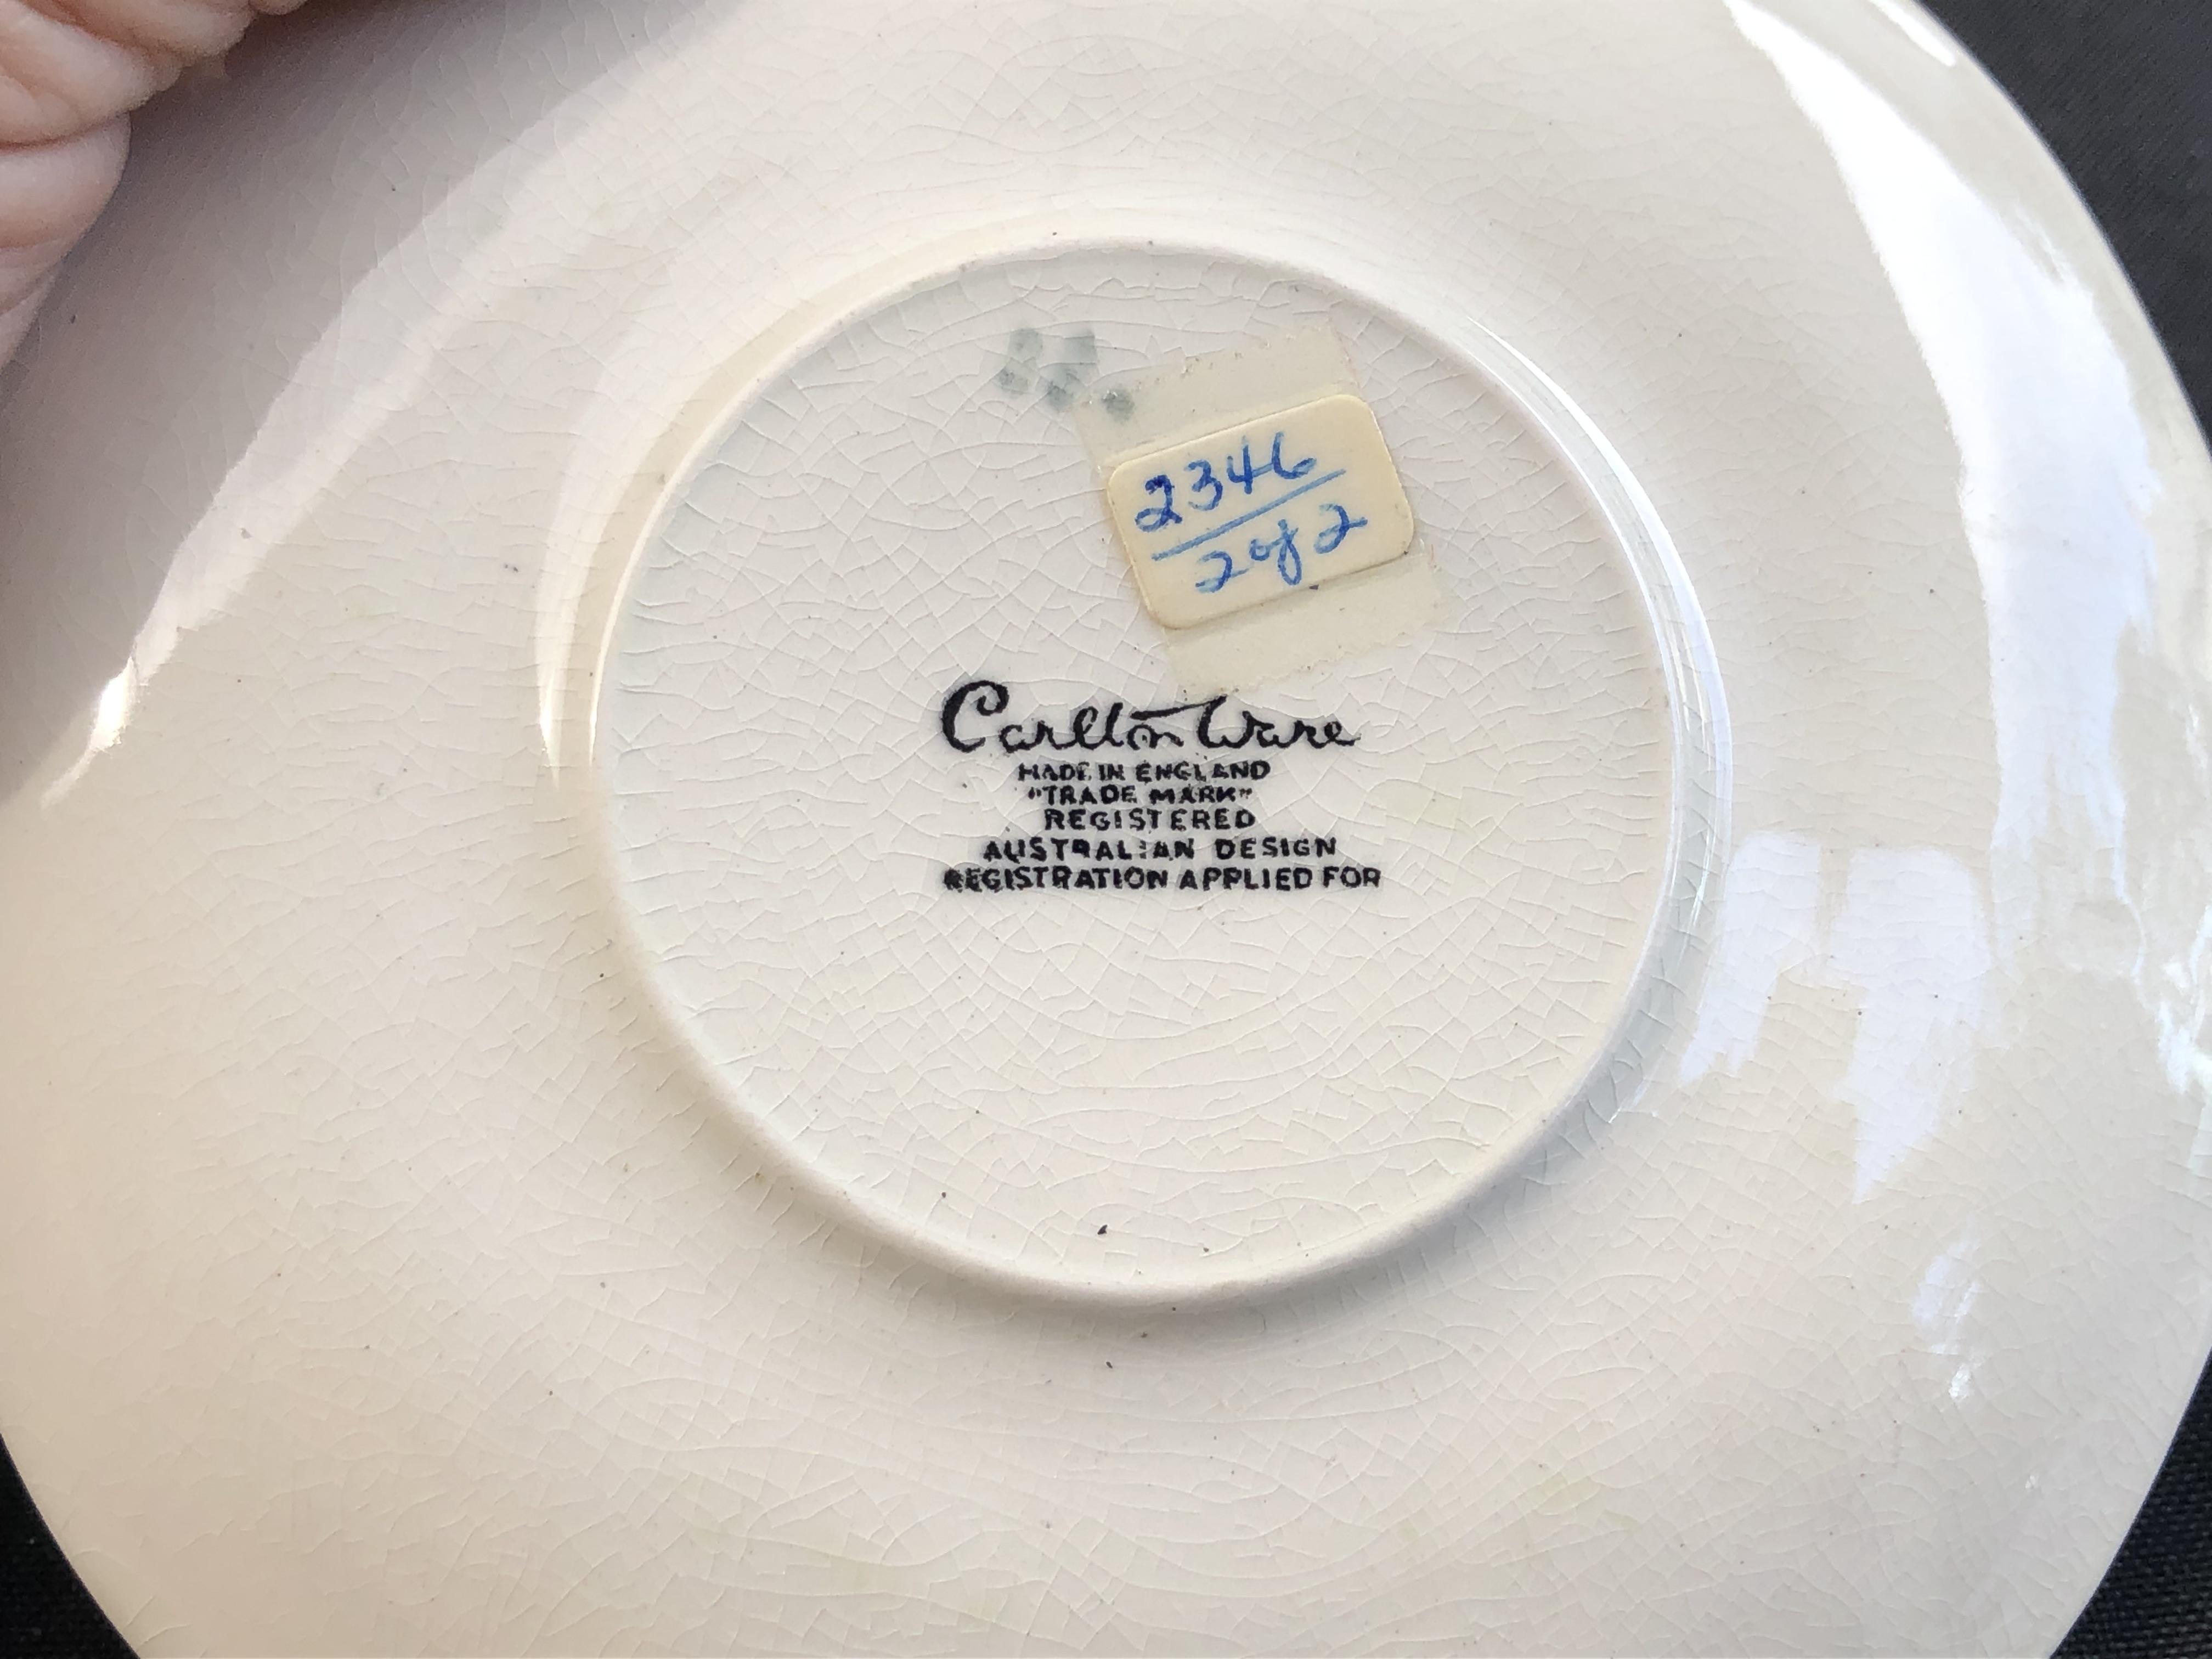 2346
2 of 2
Carlton Ware
MADE IN ENGLAND
"TRADE MARK"
REGISTERED
AUSTRALIAN DESIGN
REGISTRATION APPLIED FOR